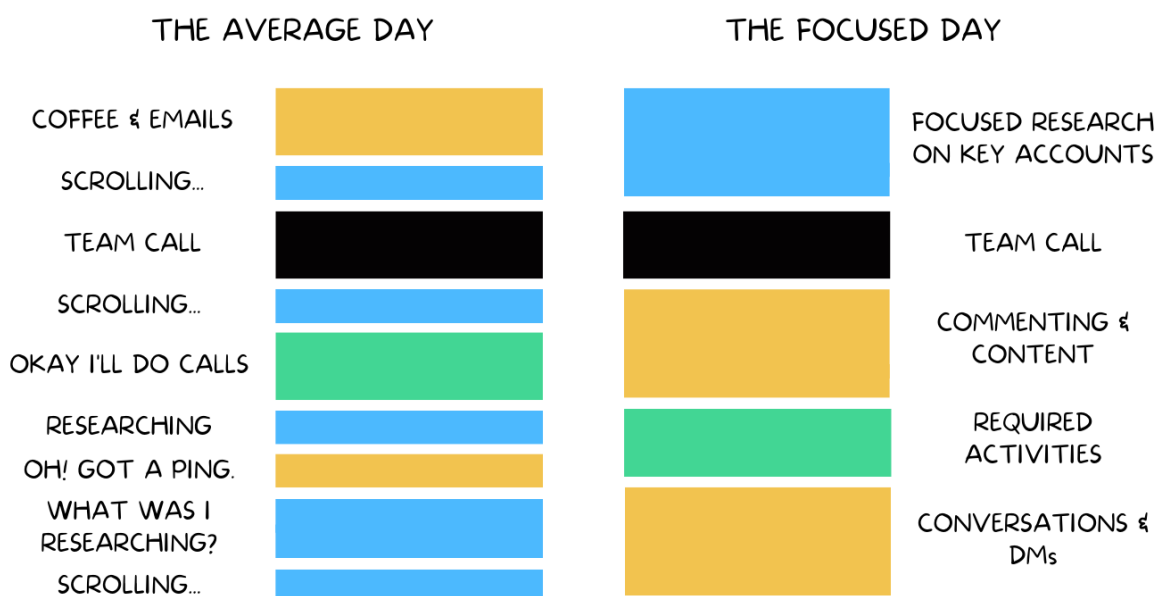 THE AVERAGE DAY
COFFEE & EMAILS
SCROLLING...
TEAM CALL
SCROLLING...
OKAY I'LL DO CALLS
RESEARCHING
OH! GOT A PING.
WHAT WAS I
RESEARCHING?
SCROLLING...
THE FOCUSED DAY
FOCUSED RESEARCH
ON KEY ACCOUNTS
TEAM CALL
COMMENTING &
CONTENT
REQUIRED
ACTIVITIES
CONVERSATIONS &
DMs